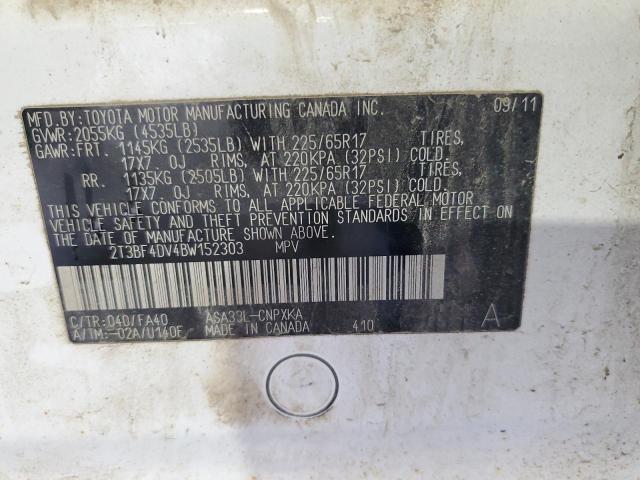 MFD.BY:TOYOTA MOTOR MANUFACTURING CANADA INC. 09/11
GVWR:2055KG (4535LB)
GAWR:FRT. 1145KG (2535LB) WITH 225/65R17 TIRES,
17X7 0J RIMS, AT 220KPA (32PSI) COLD.
RR. 1135KG (2505LB) WITH 225/65R17 TIRES,
17X7 0J RIMS, AT 220KPA (32PSI) COLD.
THIS VEHICLE CONFORMS TO ALL APPLICABLE FEDERAL MOTOR
VEHICLE SAFETY AND THEFT PREVENTION STANDARDS IN EFFECT ON
THE DATE OF MANUFACTURE SHOWN ABOVE.
2T3BF4DV4BW152303 MPV
C/TR:040/FA40 ASA33L-CNPXKA
A/TM:-02A/U140F MADE IN CANADA 410 A